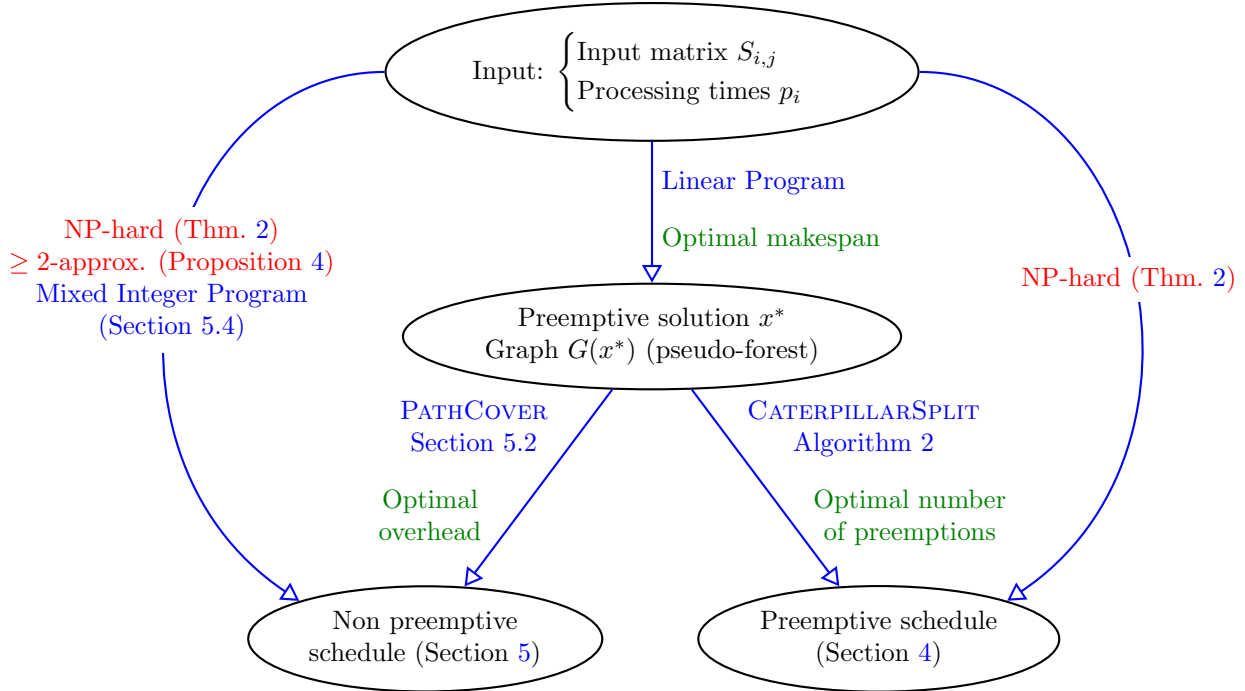 Input: { Input matrix S_{i,j}
Processing times p_i
Linear Program
Optimal makespan
NP-hard (Thm. 2)
≥ 2-approx. (Proposition 4)
Mixed Integer Program
(Section 5.4)
NP-hard (Thm. 2)
Preemptive solution x*
Graph G(x*) (pseudo-forest)
PATHCOVER
Section 5.2
CATERPILLARSPLIT
Algorithm 2
Optimal
overhead
Optimal number
of preemptions
Non preemptive
schedule (Section 5)
Preemptive schedule
(Section 4)